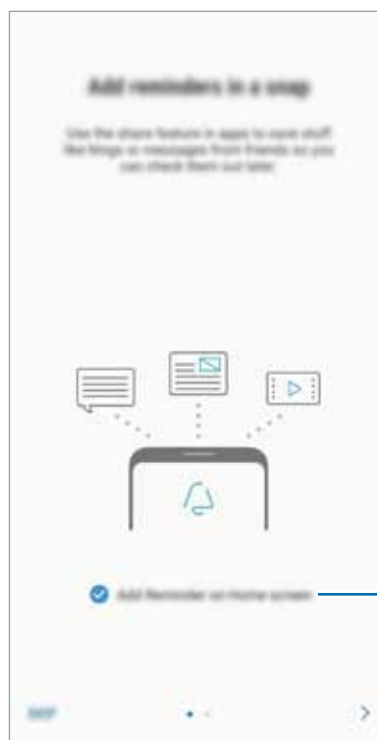 Add reminders in a snap
Use the share feature in apps to save stuff
like blogs or messages from friends so you
can check them out later.
Add Reminder on Home screen
SKIP